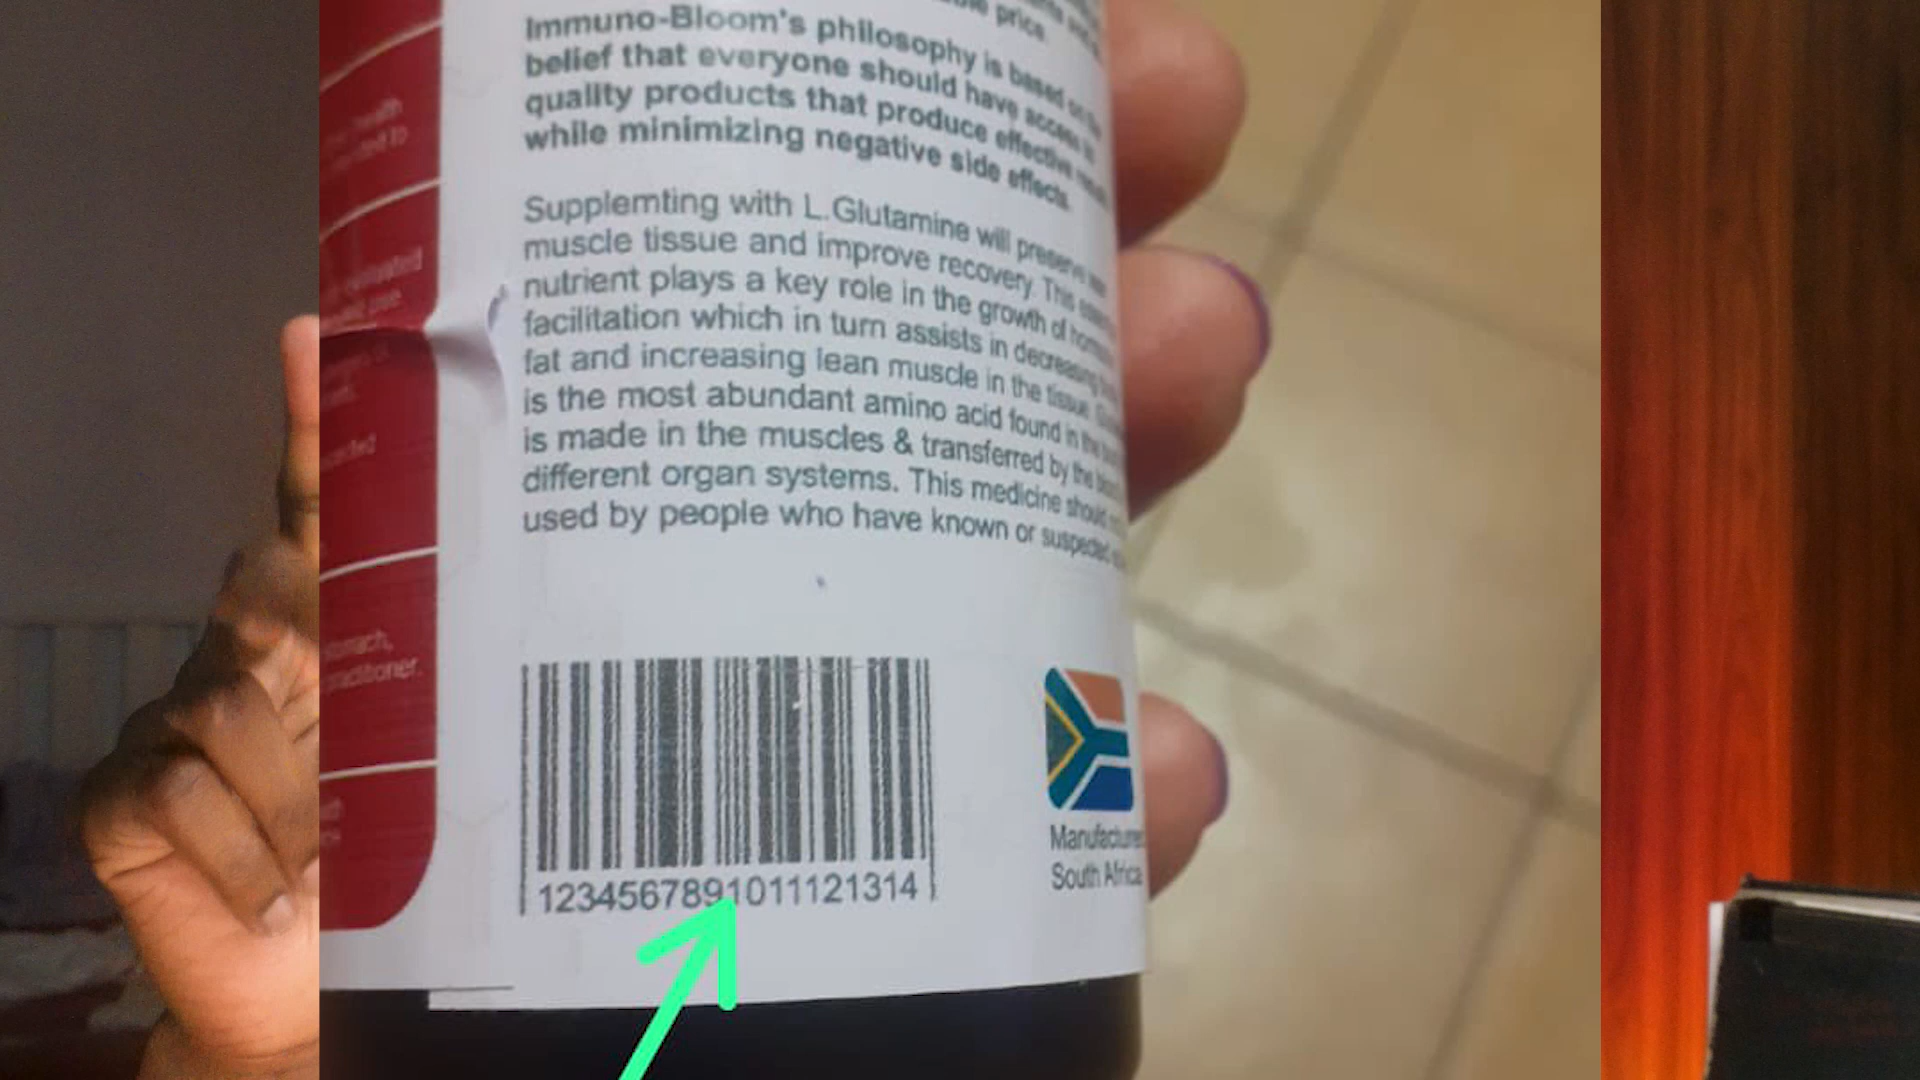 price
Immuno-Bloom's philosophy is based on the
belief that everyone should have access to
quality products that produce effective
while minimizing negative side effects.
Supplemting with L.Glutamine will preserve
muscle tissue and improve recovery. This
nutrient plays a key role in the growth of
facilitation which in turn assists in decreasing
fat and increasing lean muscle in the tissue.
is the most abundant amino acid found in the
is made in the muscles & transferred by the
different organ systems. This medicine should
used by people who have known or suspected
stomach,
practitioner.
1234567891011121314
Manufactured
South Africa